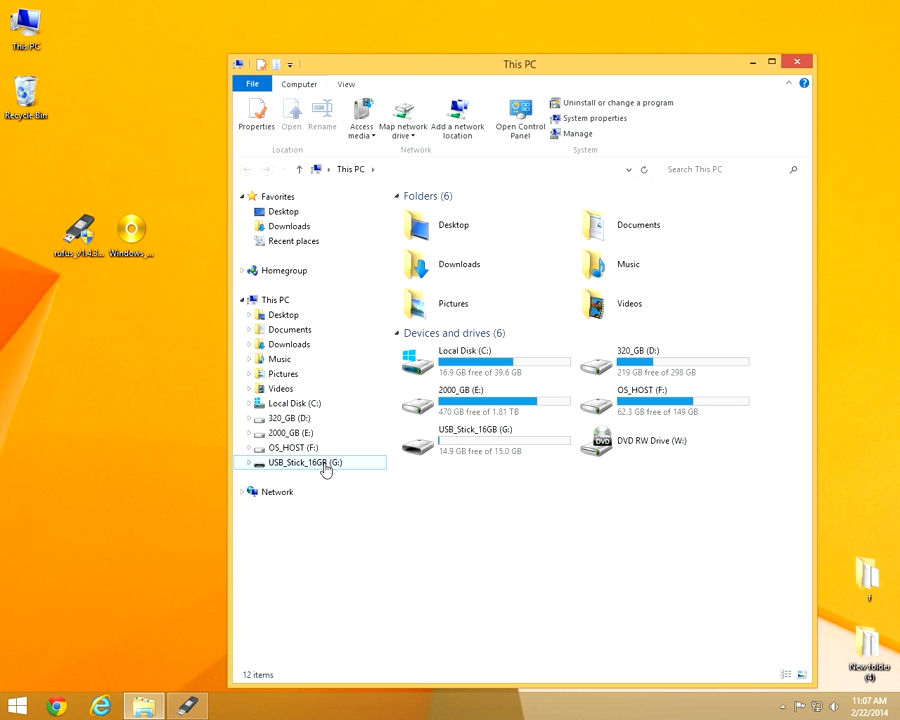 This PC
Recycle Bin
rufus_v1.4.3...
Windows_...
This PC
File
Computer
View
Properties
Open
Rename
Access media
Map network drive
Add a network location
Open Control Panel
Uninstall or change a program
System properties
Manage
Location
Network
System
This PC
Search This PC
Favorites
Desktop
Downloads
Recent places
Homegroup
This PC
Desktop
Documents
Downloads
Music
Pictures
Videos
Local Disk (C:)
320_GB (D:)
2000_GB (E:)
OS_HOST (F:)
USB_Stick_16GB (G:)
Network
Folders (6)
Desktop
Documents
Downloads
Music
Pictures
Videos
Devices and drives (6)
Local Disk (C:)
16.9 GB free of 39.6 GB
320_GB (D:)
219 GB free of 298 GB
2000_GB (E:)
470 GB free of 1.81 TB
OS_HOST (F:)
62.3 GB free of 149 GB
USB_Stick_16GB (G:)
14.9 GB free of 15.0 GB
DVD
DVD RW Drive (W:)
12 items
f
New folder
(4)
11:07 AM
2/22/2014